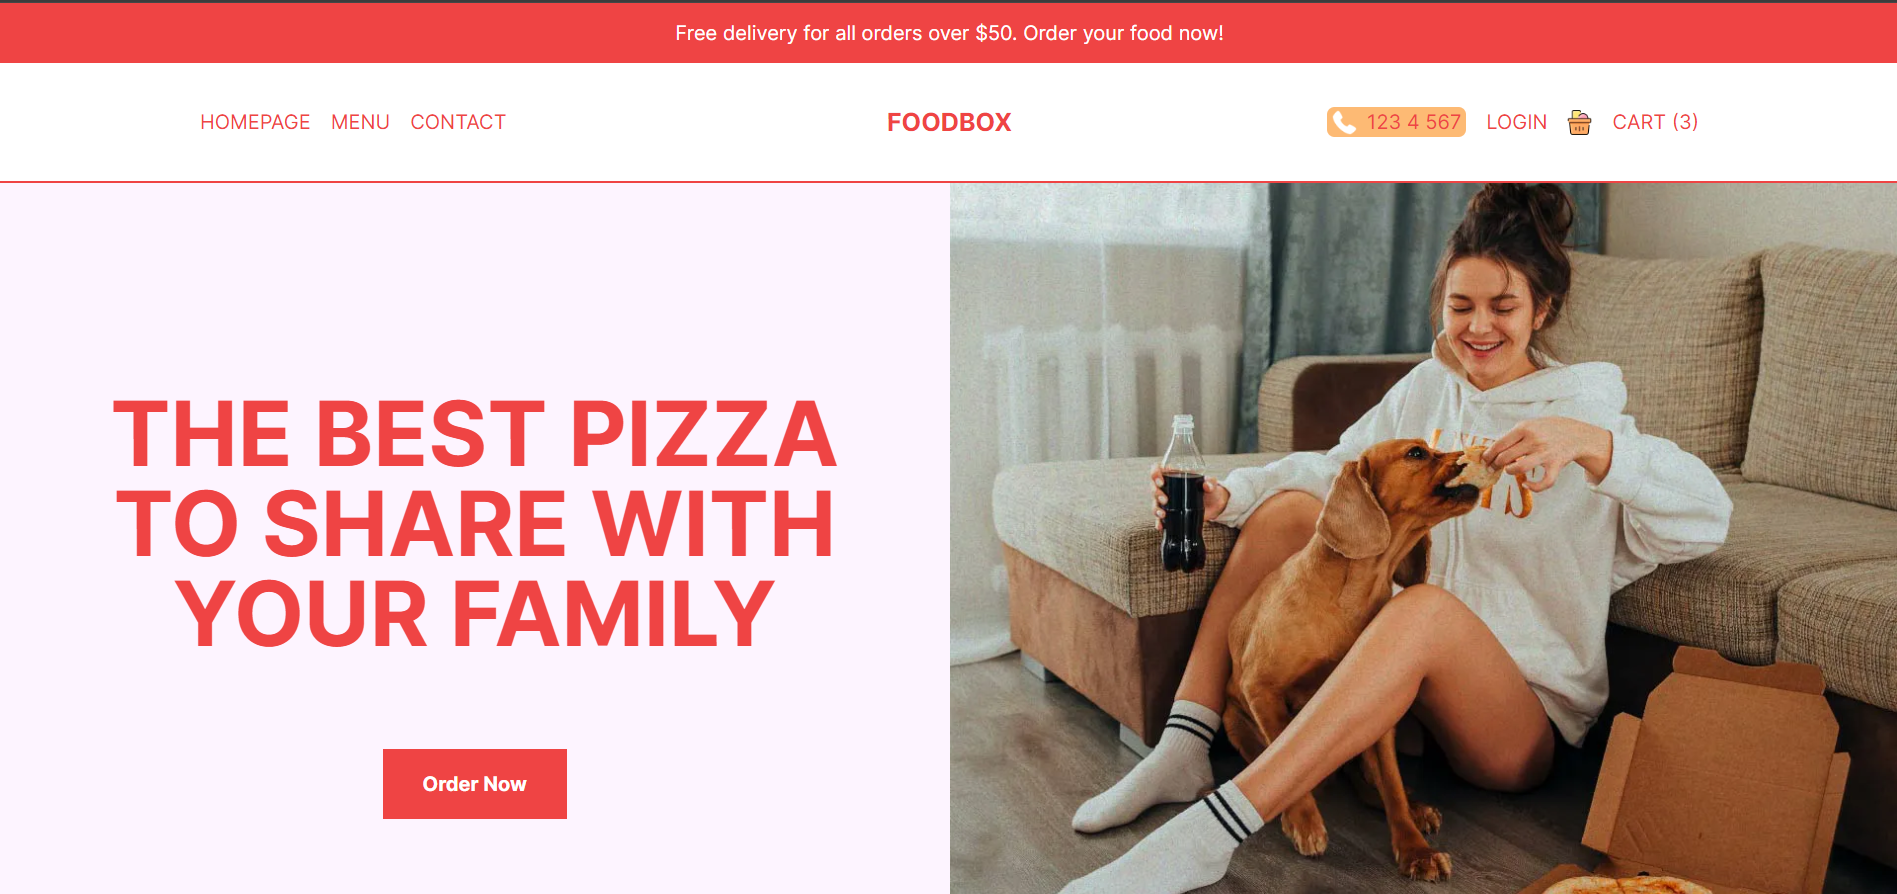 Free delivery for all orders over $50. Order your food now!
HOMEPAGE MENU CONTACT
FOODBOX
123 4 567 LOGIN CART (3)
THE BEST PIZZA
TO SHARE WITH
YOUR FAMILY
Order Now